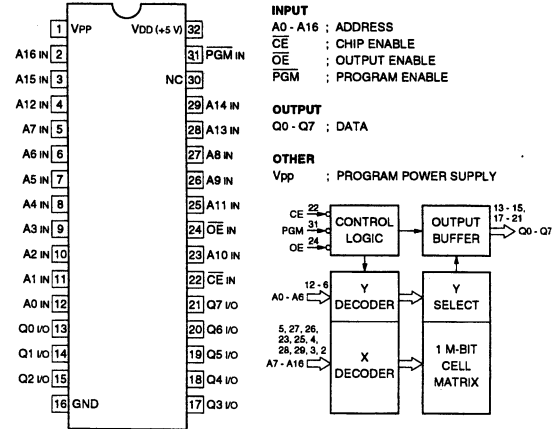 1 VPP VDD (+5 V) 32
A16 IN 2 31 PGM IN
A15 IN 3 NC 30
A12 IN 4 29 A14 IN
A7 IN 5 28 A13 IN
A6 IN 6 27 A8 IN
A5 IN 7 26 A9 IN
A4 IN 8 25 A11 IN
A3 IN 9 24 OE IN
A2 IN 10 23 A10 IN
A1 IN 11 22 CE IN
A0 IN 12 21 Q7 I/O
Q0 I/O 13 20 Q6 I/O
Q1 I/O 14 19 Q5 I/O
Q2 I/O 15 18 Q4 I/O
16 GND 17 Q3 I/O
INPUT
A0 - A16 ; ADDRESS
CE ; CHIP ENABLE
OE ; OUTPUT ENABLE
PGM ; PROGRAM ENABLE
OUTPUT
Q0 - Q7 ; DATA
OTHER
Vpp ; PROGRAM POWER SUPPLY
CE 22
PGM 31
OE 24
CONTROL
LOGIC
OUTPUT
BUFFER
13 - 15,
17 - 21
Q0 - Q7
12 - 6
A0 - A6
Y
DECODER
Y
SELECT
5, 27, 26,
23, 25, 4,
28, 29, 3, 2
A7 - A16
X
DECODER
1 M-BIT
CELL
MATRIX